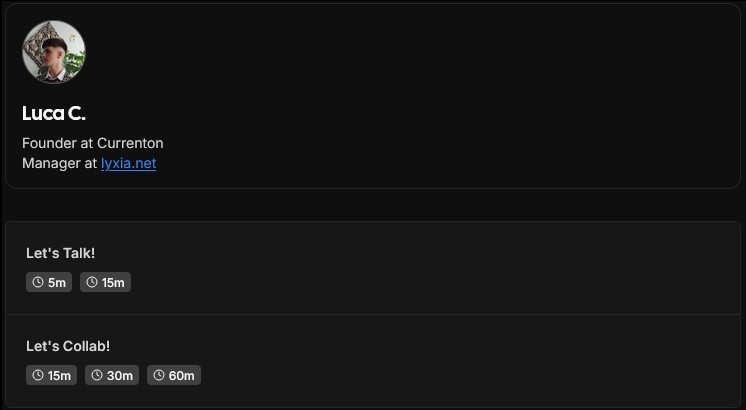 Luca C.
Founder at Currenton
Manager at lyxia.net
Let's Talk!
5m 15m
Let's Collab!
15m 30m 60m